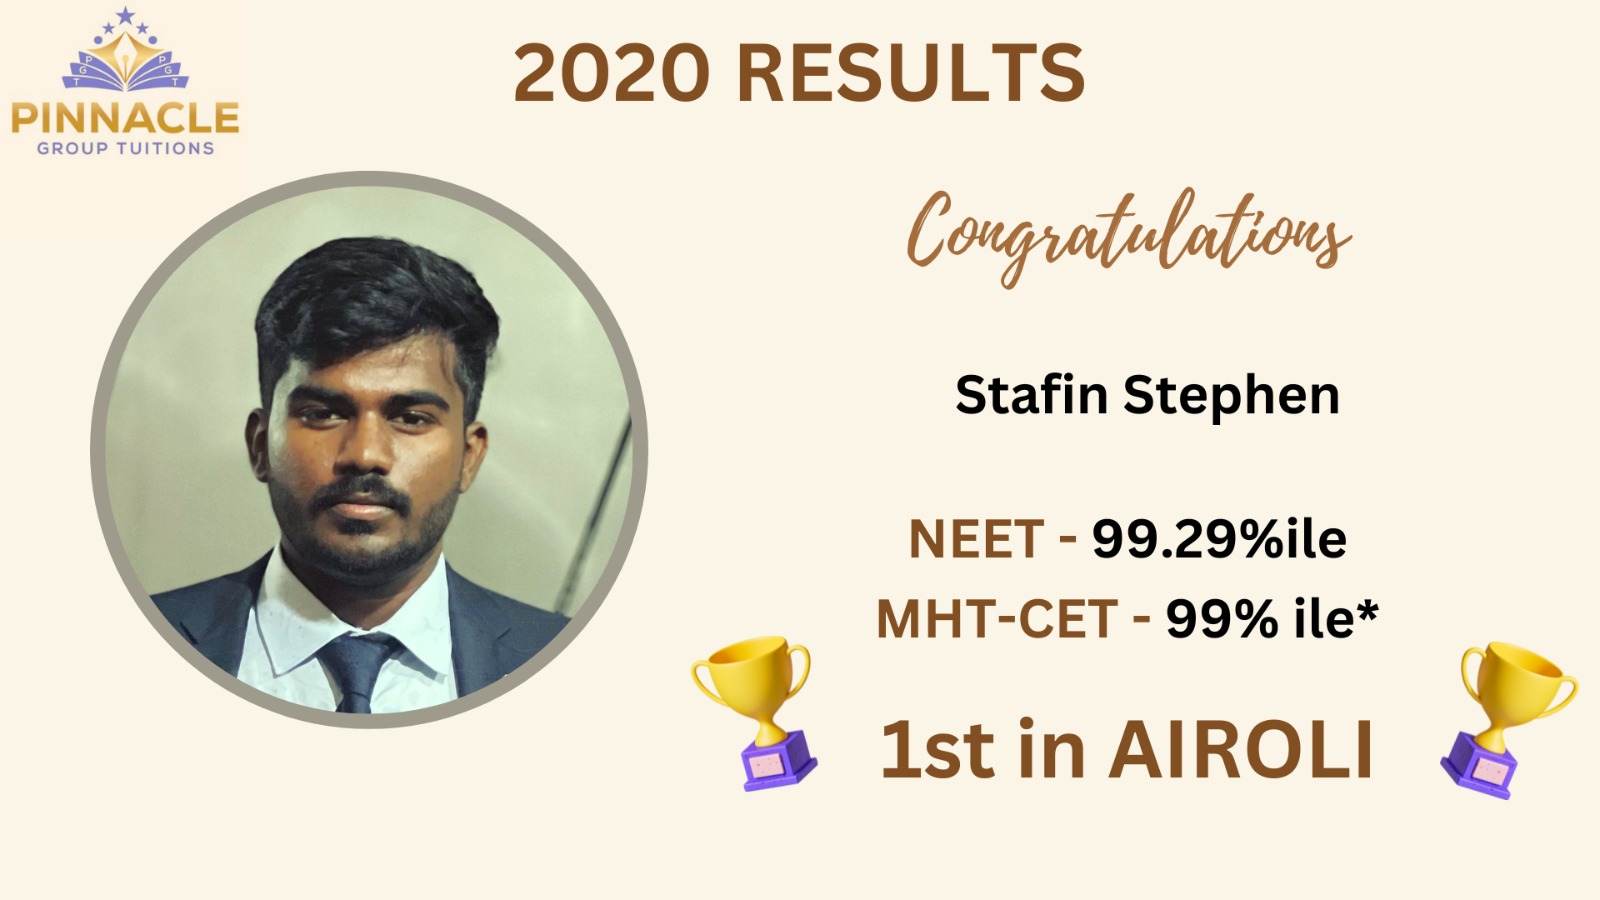 PINNACLE
GROUP TUITIONS
2020 RESULTS
Congratulations
Stafin Stephen
NEET - 99.29%ile
MHT-CET - 99% ile*
1st in AIROLI